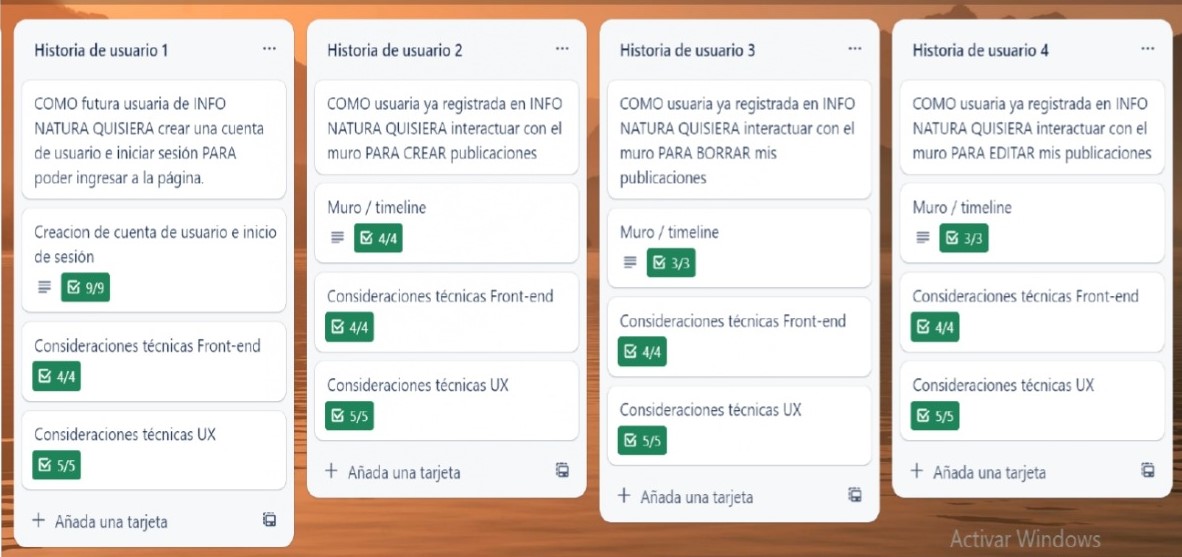 Historia de usuario 1
COMO futura usuaria de INFO
NATURA QUISIERA crear una cuenta
de usuario e iniciar sesión PARA
poder ingresar a la página.
Creacion de cuenta de usuario e inicio
de sesión
9/9
Consideraciones técnicas Front-end
4/4
Consideraciones técnicas UX
5/5
+ Añada una tarjeta
Historia de usuario 2
COMO usuaria ya registrada en INFO
NATURA QUISIERA interactuar con el
muro PARA CREAR publicaciones
Muro / timeline
4/4
Consideraciones técnicas Front-end
4/4
Consideraciones técnicas UX
5/5
+ Añada una tarjeta
Historia de usuario 3
COMO usuaria ya registrada en INFO
NATURA QUISIERA interactuar con el
muro PARA BORRAR mis
publicaciones
Muro / timeline
3/3
Consideraciones técnicas Front-end
4/4
Consideraciones técnicas UX
5/5
+ Añada una tarjeta
Historia de usuario 4
COMO usuaria ya registrada en INFO
NATURA QUISIERA interactuar con el
muro PARA EDITAR mis publicaciones
Muro / timeline
3/3
Consideraciones técnicas Front-end
4/4
Consideraciones técnicas UX
5/5
+ Añada una tarjeta
Activar Windows